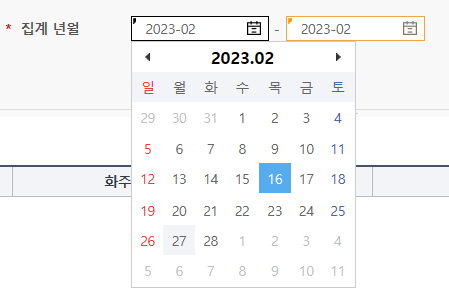 * 집계 년월 2023-02 - 2023-02
2023.02
일 월 화 수 목 금 토
29 30 31 1 2 3 4
5 6 7 8 9 10 11
12 13 14 15 16 17 18
19 20 21 22 23 24 25
26 27 28 1 2 3 4
5 6 7 8 9 10 11
화주